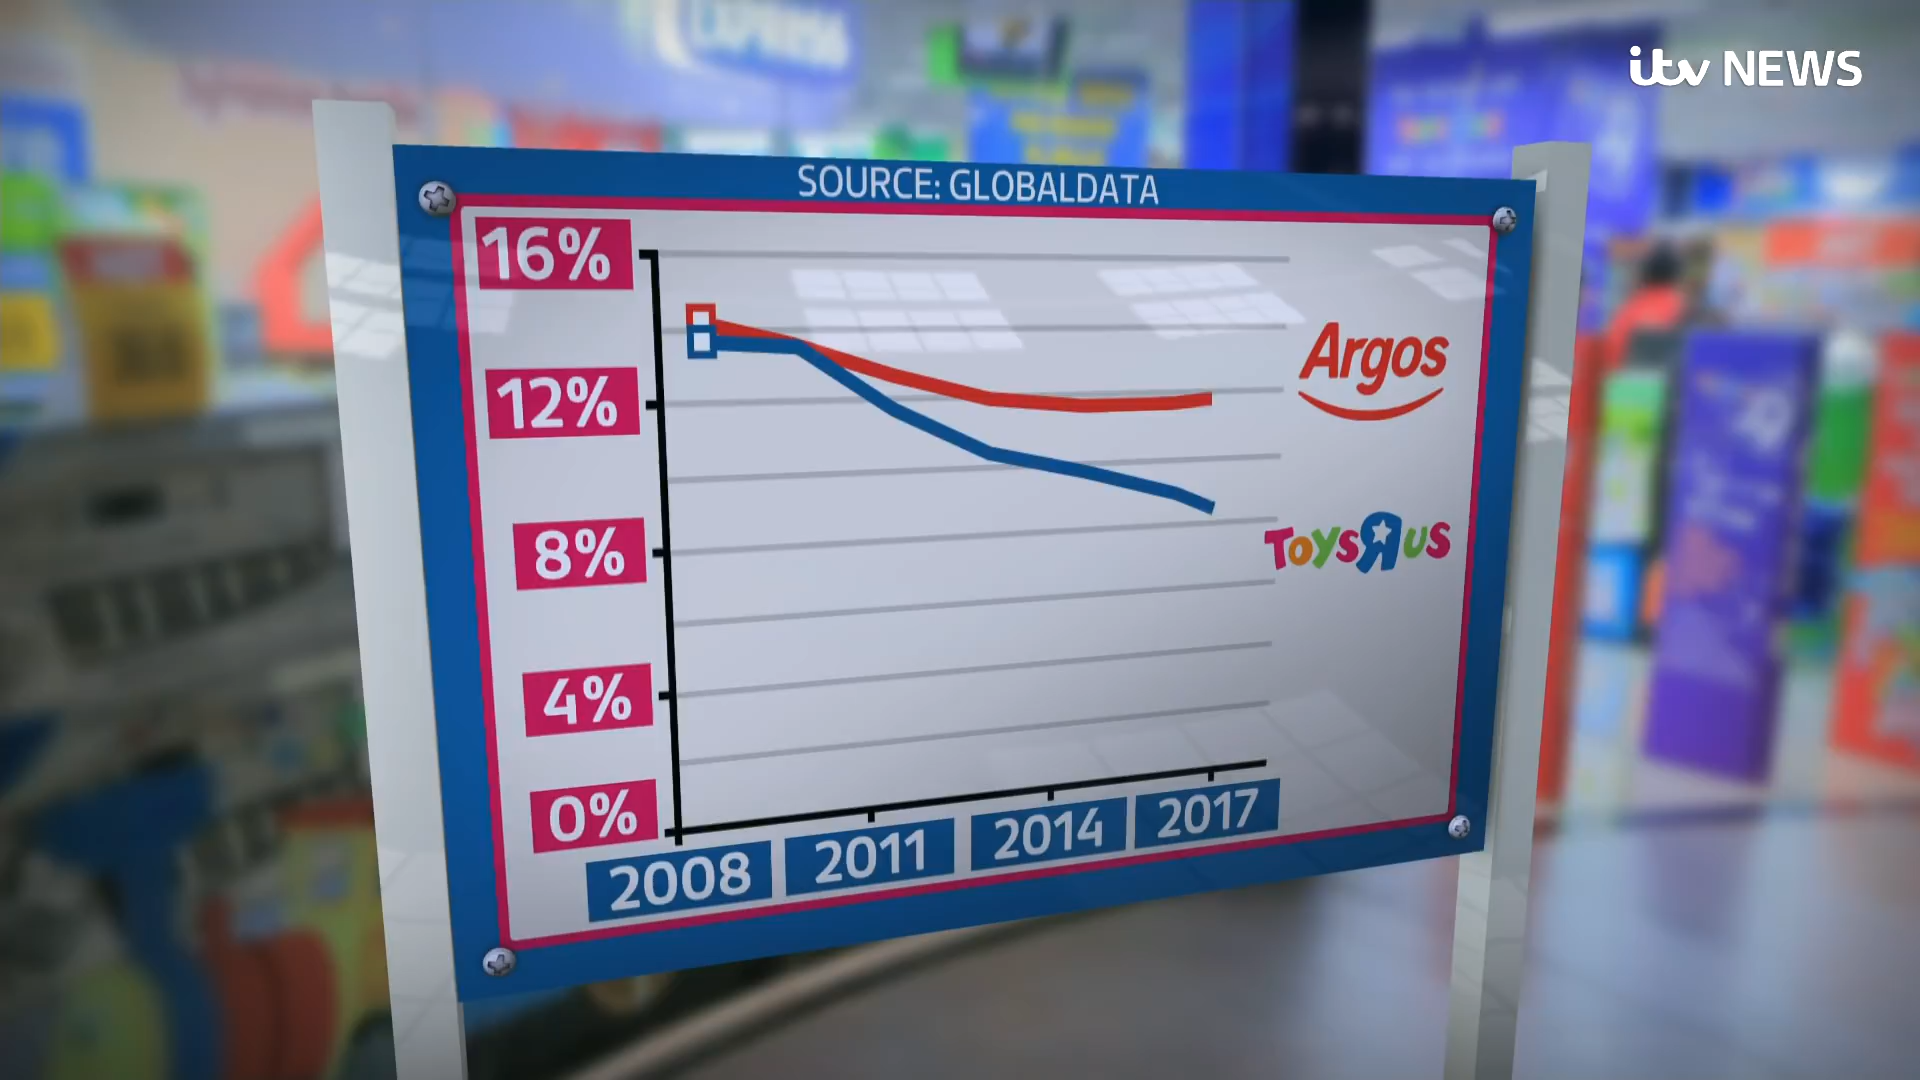 itv NEWS
SOURCE: GLOBALDATA
16%
12%
8%
4%
0%
2008
2011
2014
2017
Argos
TOYSЯUS